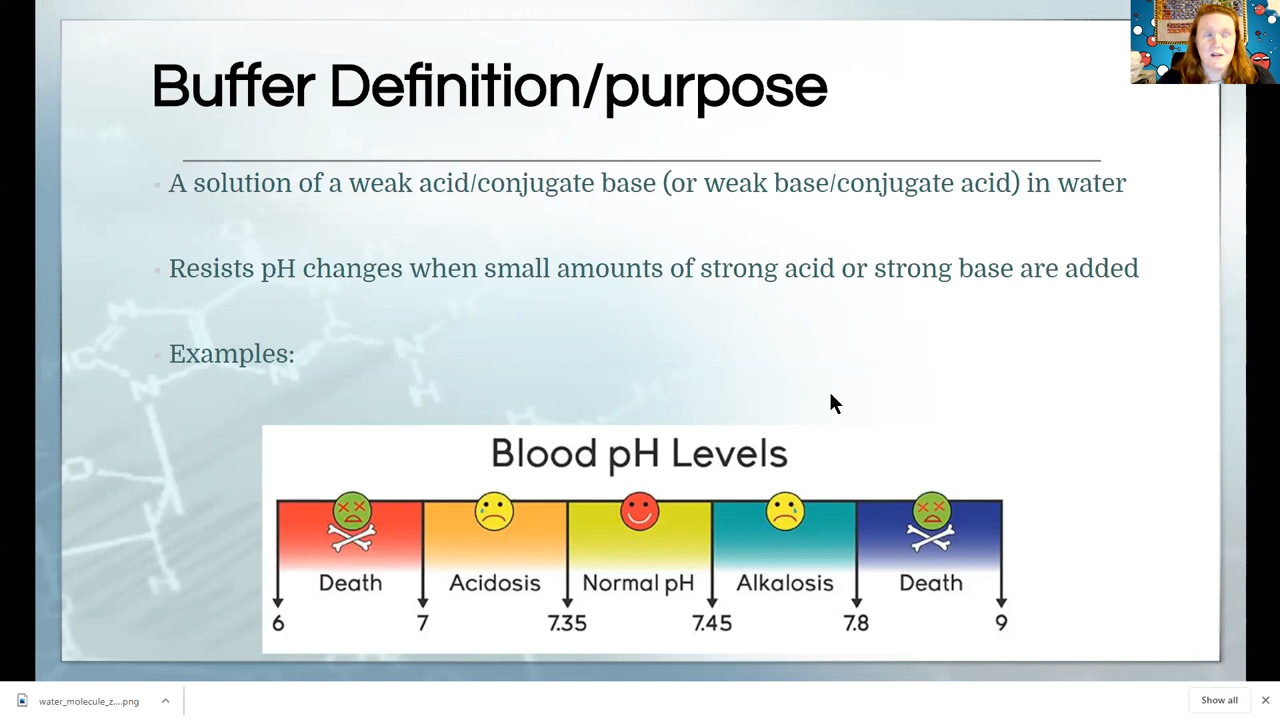 Buffer Definition/purpose
A solution of a weak acid/conjugate base (or weak base/conjugate acid) in water
Resists pH changes when small amounts of strong acid or strong base are added
Examples:
Blood pH Levels
Death Acidosis Normal pH Alkalosis Death
6 7 7.35 7.45 7.8 9
water_molecule_z....png
Show all